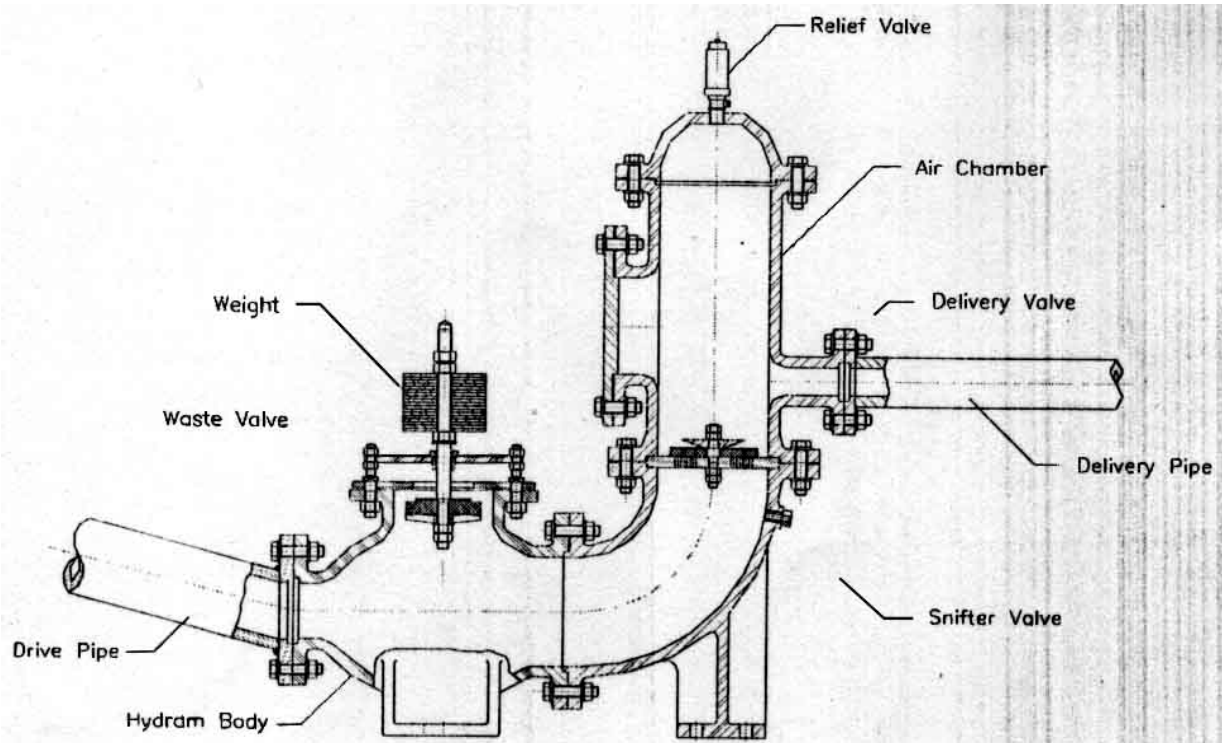 Relief Valve
Air Chamber
Weight
Delivery Valve
Waste Valve
Delivery Pipe
Snifter Valve
Drive Pipe
Hydram Body